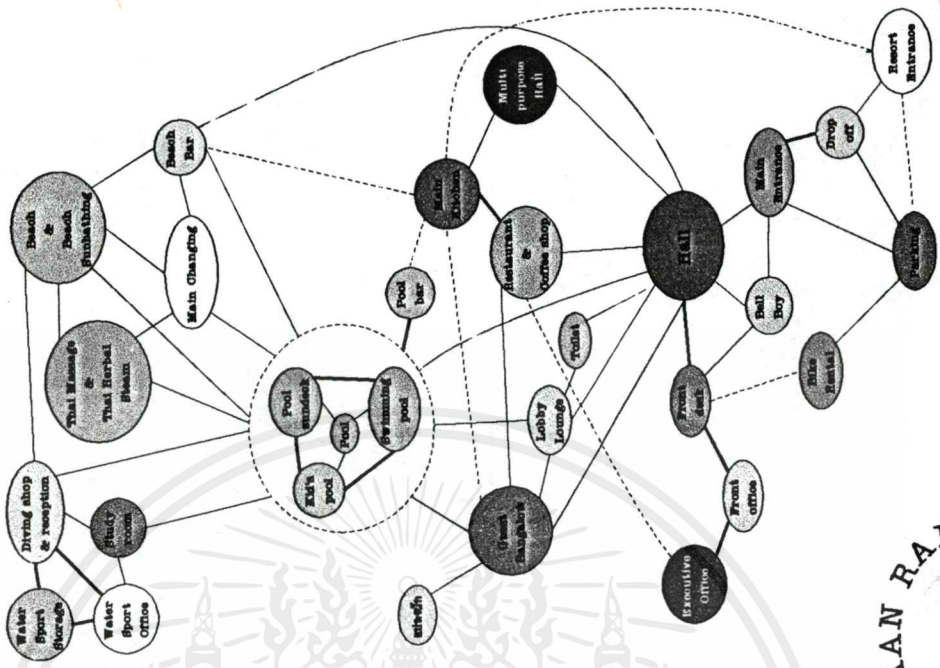 Resort
Entrance
Drop
off
Main
Entrance
Parking
Bike
Rental
Bell
Boy
Front
desk
Front
office
Executive
Office
Hall
Multi
purpose
Hall
Main
Kitchen
Restaurant
&
Coffee shop
Toilet
Lobby
Lounge
Guest
Bangalow
Pool
bar
Pool
sundeck
Pool
Swimming
pool
Kid's
pool
Beach
Bar
Main Changing
Beach
&
Beach
Sunbathing
Thai Massage
&
Thai Herbal
Steam
Diving shop
& reception
Study
room
Water
Sport
Storage
Water
Sport
Office